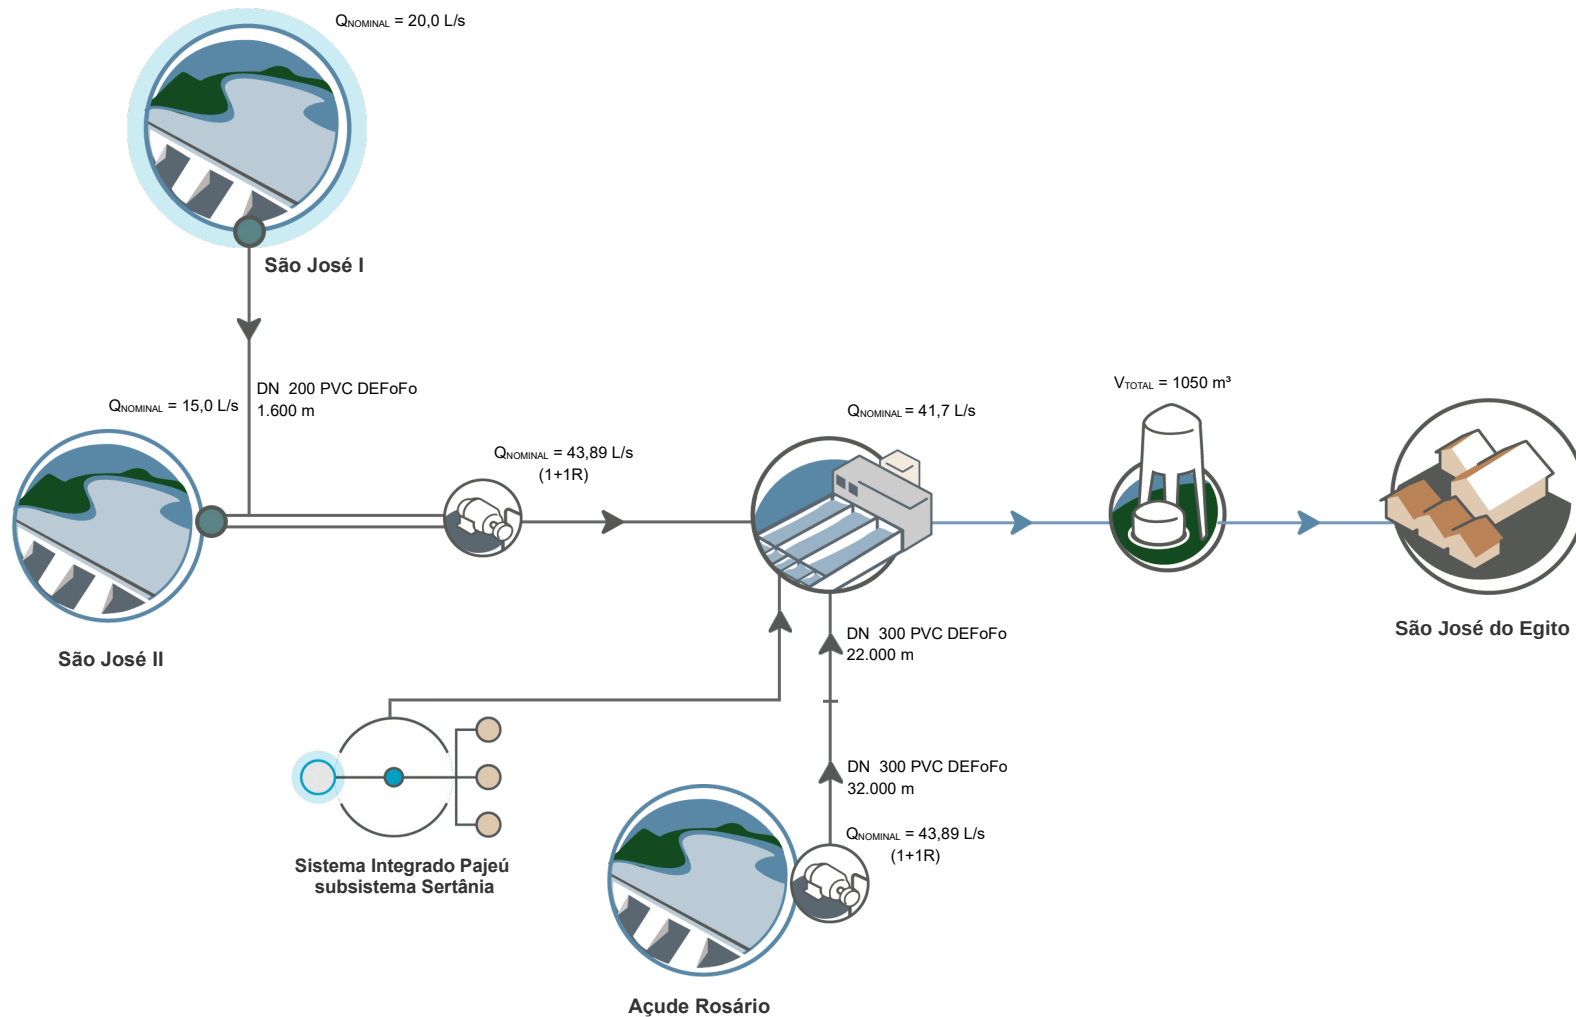 QNOMINAL = 20,0 L/s
São José I
DN 200 PVC DEFoFo
1.600 m
QNOMINAL = 15,0 L/s
São José II
QNOMINAL = 43,89 L/s
(1+1R)
QNOMINAL = 41,7 L/s
VTOTAL = 1050 m³
São José do Egito
DN 300 PVC DEFoFo
22.000 m
DN 300 PVC DEFoFo
32.000 m
QNOMINAL = 43,89 L/s
(1+1R)
Sistema Integrado Pajeú
subsistema Sertânia
Açude Rosário